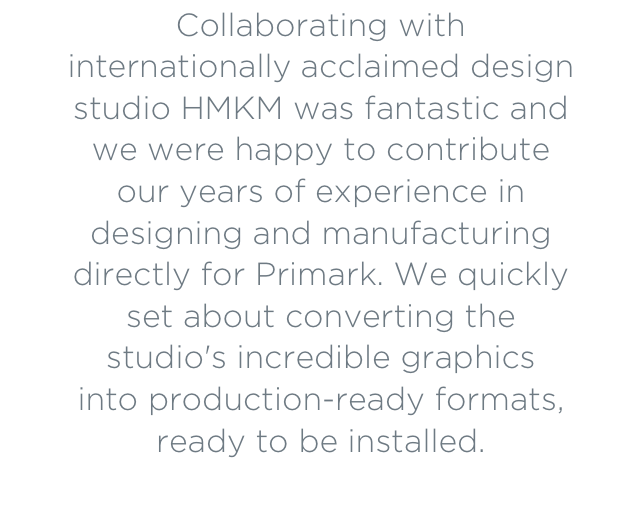 Collaborating with
internationally acclaimed design
studio HMKM was fantastic and
we were happy to contribute
our years of experience in
designing and manufacturing
directly for Primark. We quickly
set about converting the
studio's incredible graphics
into production-ready formats,
ready to be installed.